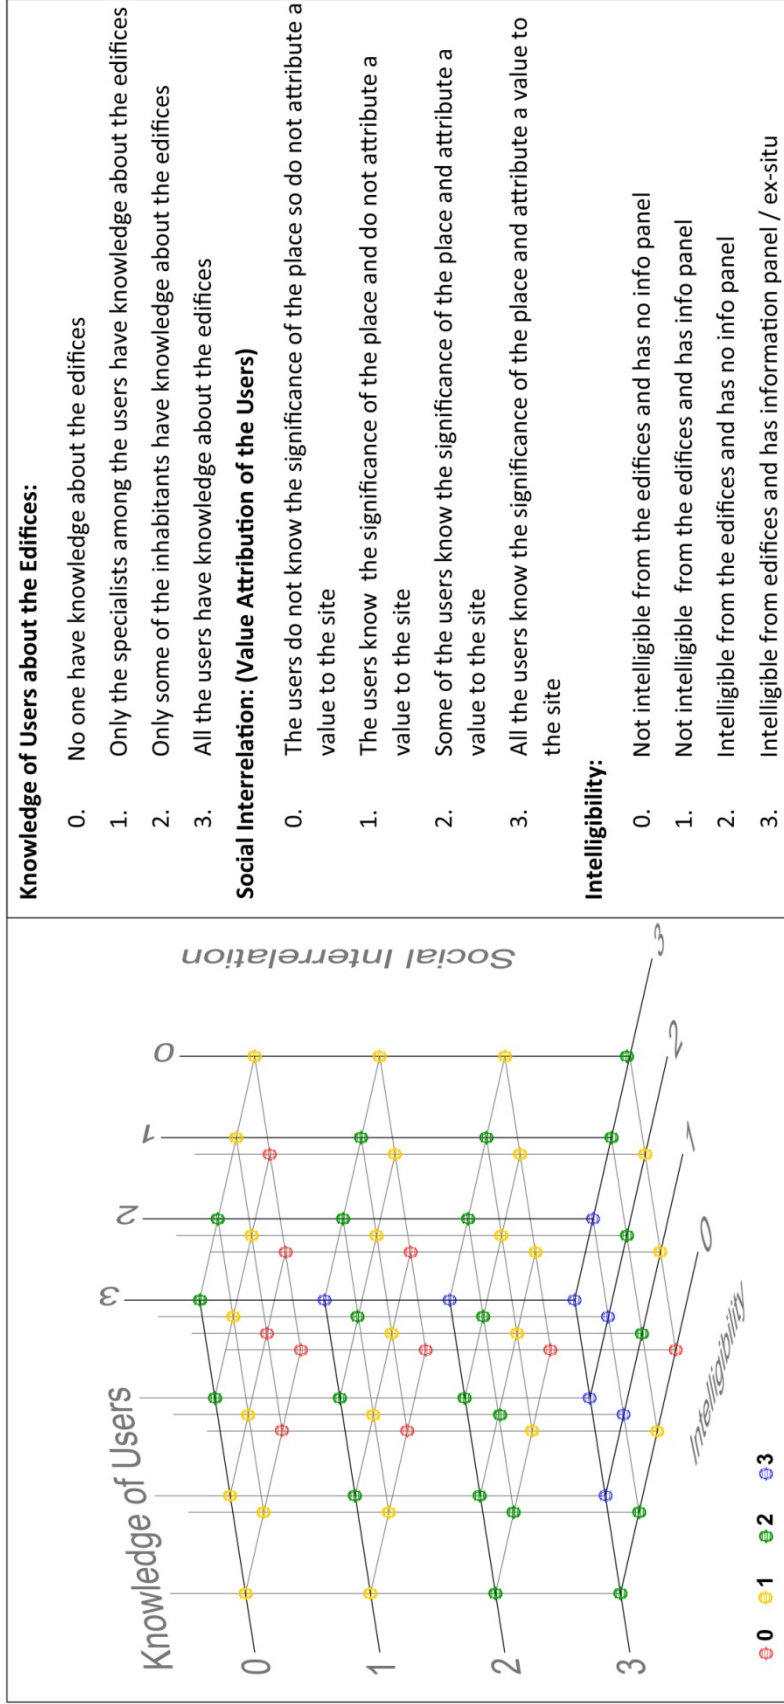 Knowledge of Users about the Edifices:
0. No one have knowledge about the edifices
1. Only the specialists among the users have knowledge about the edifices
2. Only some of the inhabitants have knowledge about the edifices
3. All the users have knowledge about the edifices
Social Interrelation: (Value Attribution of the Users)
0. The users do not know the significance of the place so do not attribute a
value to the site
1. The users know the significance of the place and do not attribute a
value to the site
2. Some of the users know the significance of the place and attribute a
value to the site
3. All the users know the significance of the place and attribute a value to
the site
Intelligibility:
0. Not intelligible from the edifices and has no info panel
1. Not intelligible from the edifices and has info panel
2. Intelligible from the edifices and has no info panel
3. Intelligible from edifices and has information panel / ex-situ
Knowledge of Users
0
1
2
3
Social Interrelation
3
2
1
0
Intelligibility
0
1
2
3
0 1 2 3